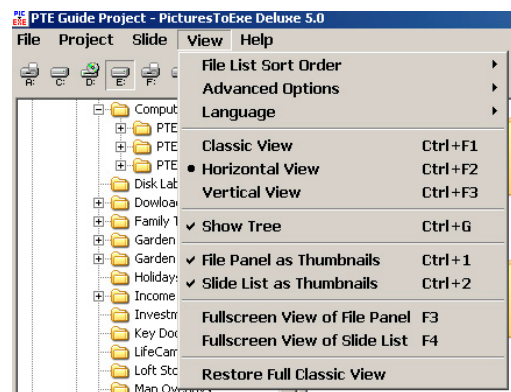 PTE Guide Project - PicturesToExe Deluxe 5.0
File Project Slide View Help
A: C: D: E: F:
File List Sort Order
Advanced Options
Language
Classic View Ctrl+F1
Horizontal View Ctrl+F2
Vertical View Ctrl+F3
Show Tree Ctrl+G
File Panel as Thumbnails Ctrl+1
Slide List as Thumbnails Ctrl+2
Fullscreen View of File Panel F3
Fullscreen View of Slide List F4
Restore Full Classic View
Comput
PTE
PTE
PTE
Disk Lab
Dowloa
Family T
Garden
Garden
Holiday
Income
Investm
Key Doc
LifeCam
Loft Sto